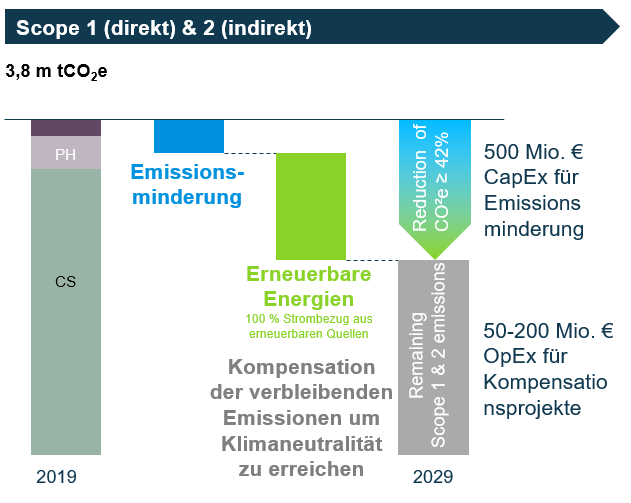 Scope 1 (direkt) & 2 (indirekt)
3,8 m tCO₂e
PH
CS
Emissions-
minderung
Erneuerbare
Energien
100 % Strombezug aus
erneuerbaren Quellen
Kompensation
der verbleibenden
Emissionen um
Klimaneutralität
zu erreichen
Reduction of
CO²e ≥ 42%
Remaining
Scope 1 & 2 emissions
500 Mio. €
CapEx für
Emissions
minderung
50-200 Mio. €
OpEx für
Kompensatio
nsprojekte
2019
2029